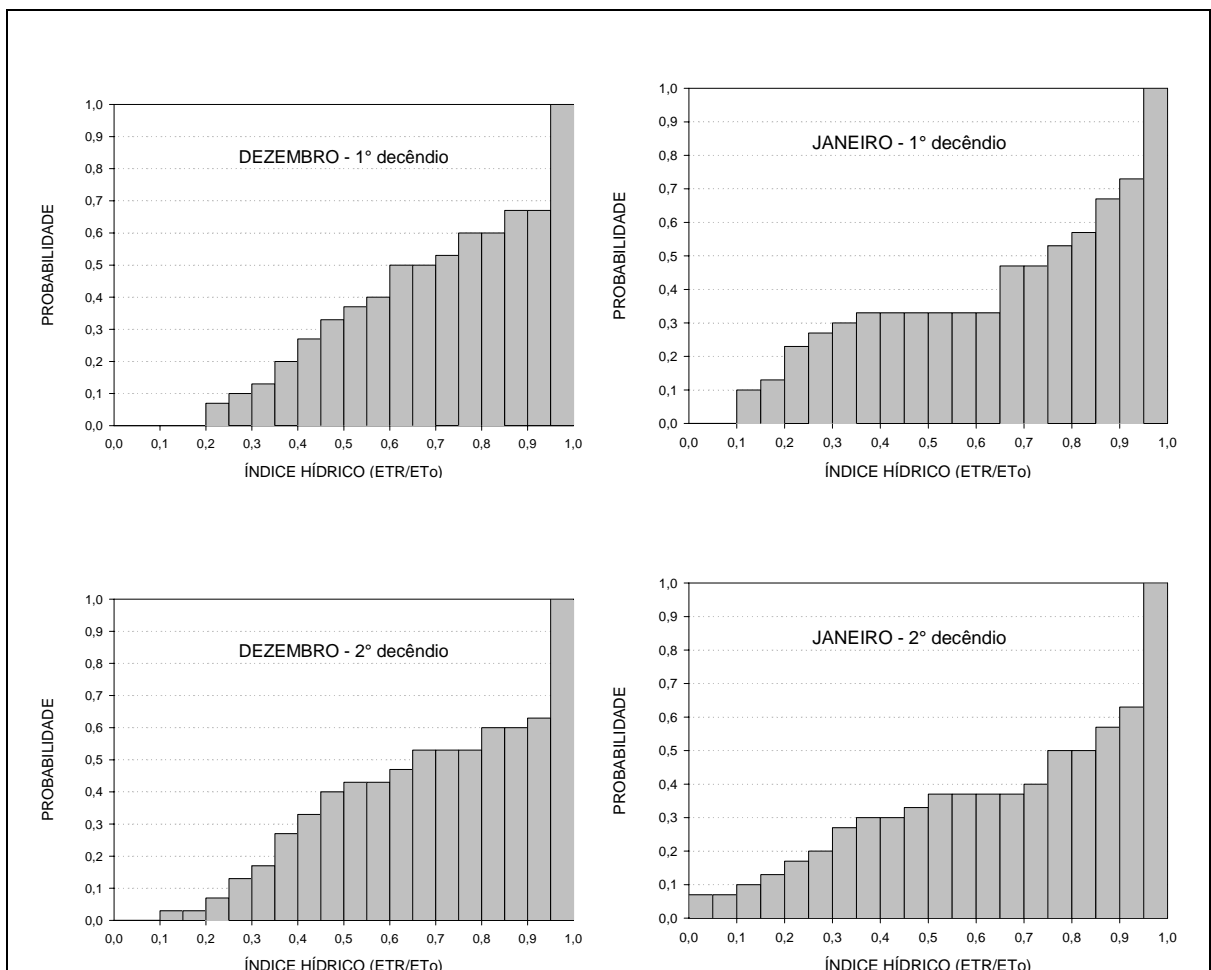 DEZEMBRO - 1° decêndio
PROBABILIDADE
1,0
0,9
0,8
0,7
0,6
0,5
0,4
0,3
0,2
0,1
0,0
0,0 0,1 0,2 0,3 0,4 0,5 0,6 0,7 0,8 0,9 1,0
ÍNDICE HÍDRICO (ETR/ETo)
JANEIRO - 1° decêndio
PROBABILIDADE
1,0
0,9
0,8
0,7
0,6
0,5
0,4
0,3
0,2
0,1
0,0
0,0 0,1 0,2 0,3 0,4 0,5 0,6 0,7 0,8 0,9 1,0
ÍNDICE HÍDRICO (ETR/ETo)
DEZEMBRO - 2° decêndio
PROBABILIDADE
1,0
0,9
0,8
0,7
0,6
0,5
0,4
0,3
0,2
0,1
0,0
0,0 0,1 0,2 0,3 0,4 0,5 0,6 0,7 0,8 0,9 1,0
ÍNDICE HÍDRICO (ETR/ETo)
JANEIRO - 2° decêndio
PROBABILIDADE
1,0
0,9
0,8
0,7
0,6
0,5
0,4
0,3
0,2
0,1
0,0
0,0 0,1 0,2 0,3 0,4 0,5 0,6 0,7 0,8 0,9 1,0
ÍNDICE HÍDRICO (ETR/ETo)